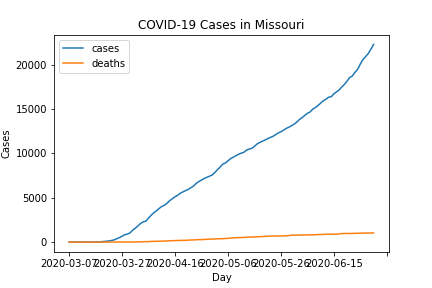 COVID-19 Cases in Missouri
cases
deaths
20000
15000
10000
5000
0
Cases
2020-03-07 2020-03-27 2020-04-16 2020-05-06 2020-05-26 2020-06-15
Day